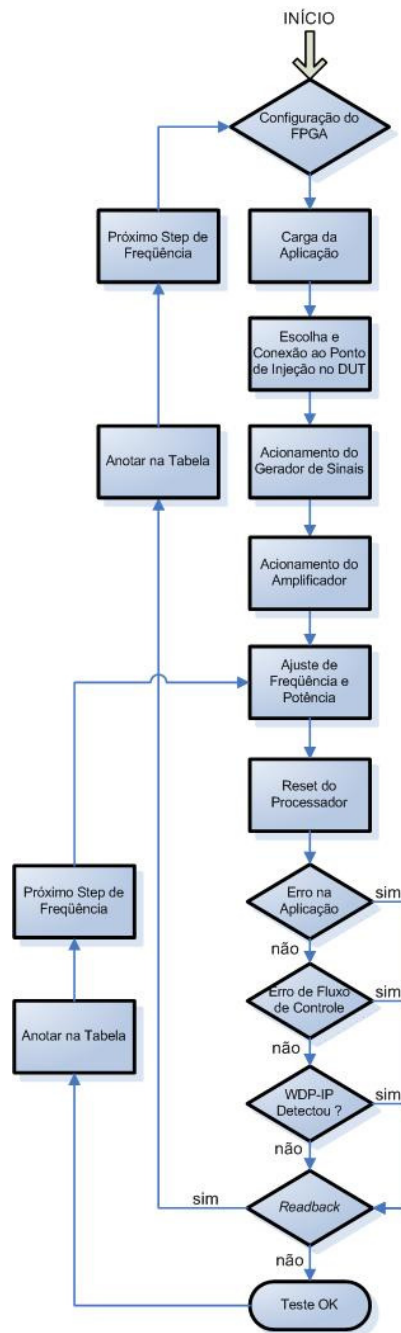 INÍCIO
Configuração do
FPGA
Próximo Step de
Freqüência
Carga da
Aplicação
Escolha e
Conexão ao Ponto
de Injeção no DUT
Anotar na Tabela
Acionamento do
Gerador de Sinais
Acionamento do
Amplificador
Ajuste de
Freqüência e
Potência
Reset do
Processador
Próximo Step de
Freqüência
Erro na
Aplicação
sim
não
Anotar na Tabela
Erro de Fluxo
de Controle
sim
não
WDP-IP
Detectou ?
sim
não
sim
Readback
não
Teste OK